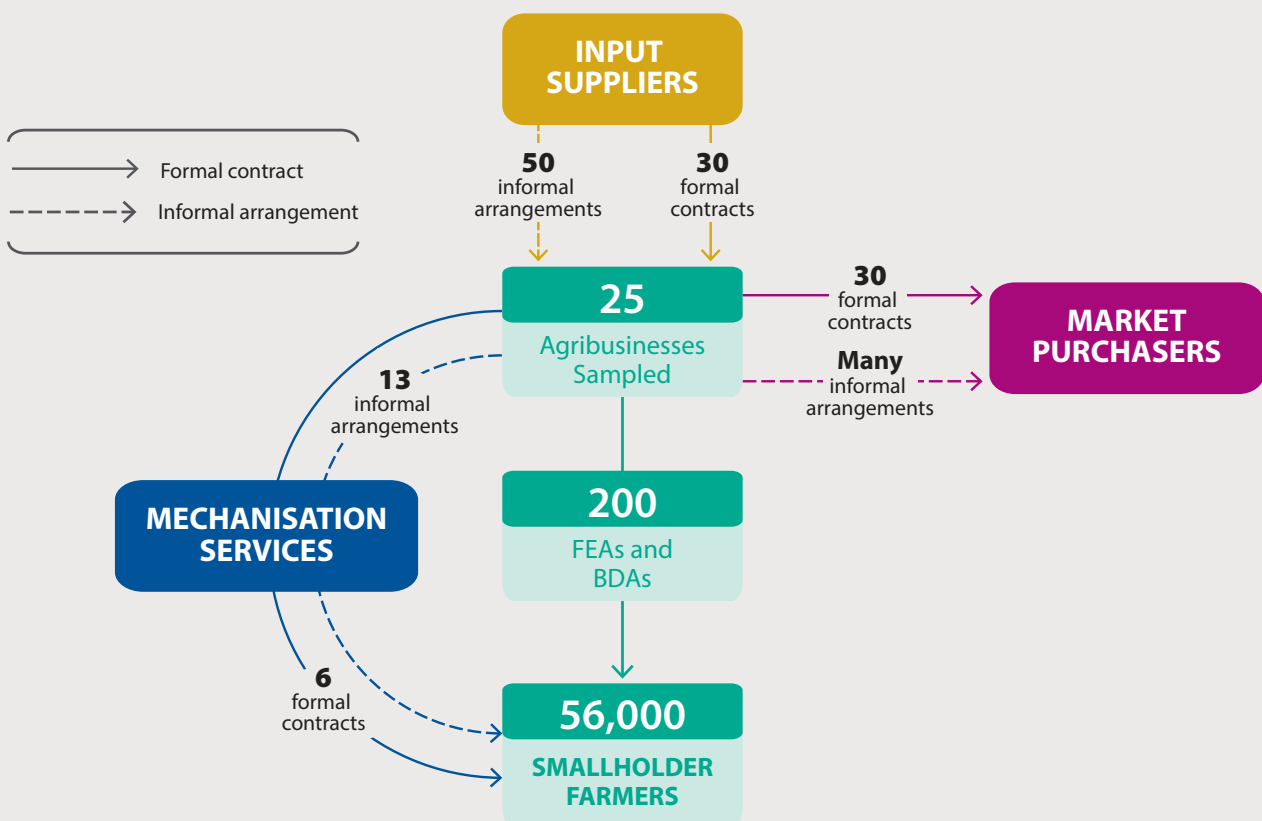 INPUT
SUPPLIERS
Formal contract
Informal arrangement
50
informal
arrangements
30
formal
contracts
25
Agribusinesses
Sampled
30
formal
contracts
Many
informal
arrangements
MARKET
PURCHASERS
13
informal
arrangements
MECHANISATION
SERVICES
200
FEAs and
BDAs
6
formal
contracts
56,000
SMALLHOLDER
FARMERS